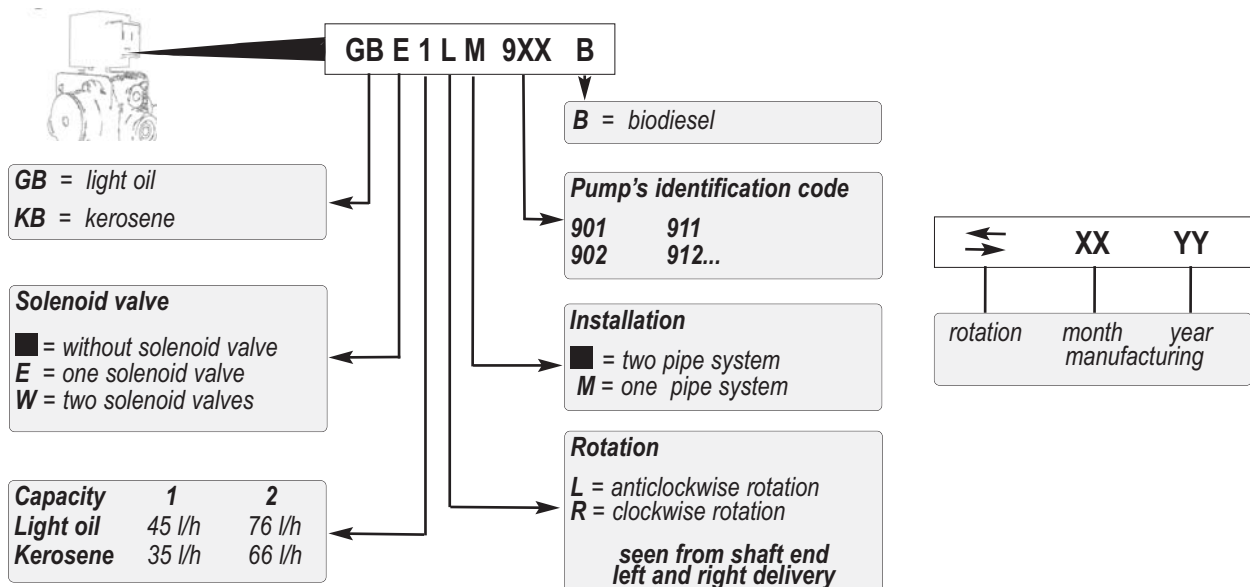 GB E 1 L M 9XX B
B = biodiesel
GB = light oil
KB = kerosene
Pump's identification code
901 911
902 912...
Solenoid valve
■ = without solenoid valve
E = one solenoid valve
W = two solenoid valves
Installation
■ = two pipe system
M = one pipe system
Capacity 1 2
Light oil 45 l/h 76 l/h
Kerosene 35 l/h 66 l/h
Rotation
L = anticlockwise rotation
R = clockwise rotation
seen from shaft end
left and right delivery
XX YY
rotation month year
manufacturing